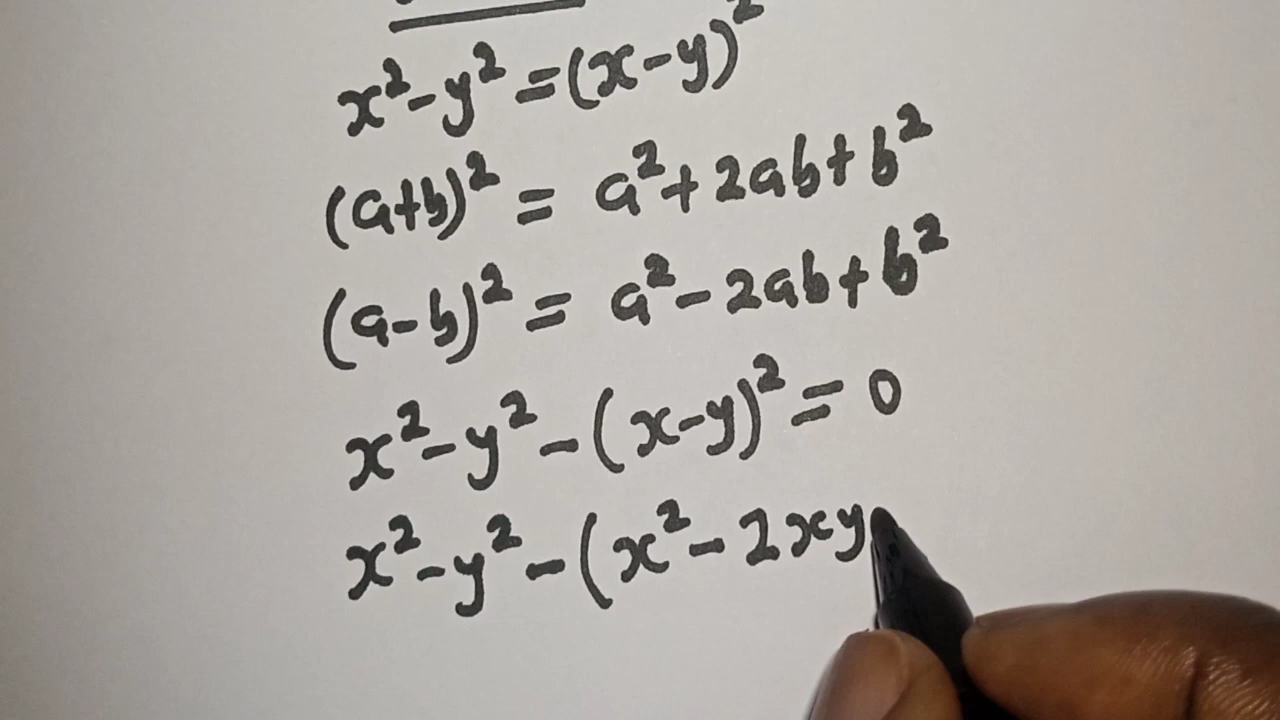 x² - y² = (x - y)²
(a+b)² = a² + 2ab + b²
(a - b)² = a² - 2ab + b²
x² - y² - (x - y)² = 0
x² - y² - (x² - 2xy